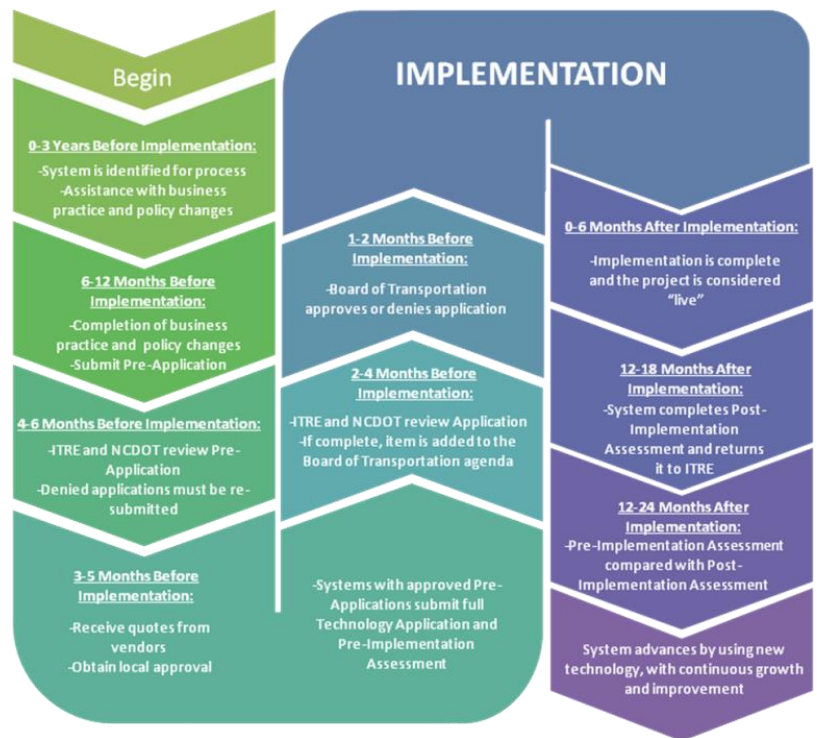 Begin
0-3 Years Before Implementation:
-System is identified for process
-Assistance with business
practice and policy changes
6-12 Months Before
Implementation:
-Completion of business
practice and policy changes
-Submit Pre-Application
4-6 Months Before Implementation:
-ITRE and NCDOT review Pre-
Application
-Denied applications must be re-
submitted
3-5 Months Before
Implementation:
-Receive quotes from
vendors
-Obtain local approval
-Systems with approved Pre-
Applications submit full
Technology Application and
Pre-Implementation
Assessment
2-4 Months Before
Implementation:
-ITRE and NCDOT review Application
-If complete, item is added to the
Board of Transportation agenda
1-2 Months Before
Implementation:
-Board of Transportation
approves or denies application
IMPLEMENTATION
0-6 Months After Implementation:
-Implementation is complete
and the project is considered
“live”
12-18 Months After
Implementation:
-System completes Post-
Implementation
Assessment and returns
it to ITRE
12-24 Months After
Implementation:
-Pre-Implementation Assessment
compared with Post-
Implementation Assessment
System advances by using new
technology, with continuous growth
and improvement